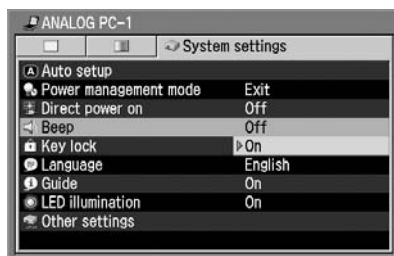 ANALOG PC-1
System settings
Auto setup
Power management mode Exit
Direct power on Off
Beep Off
Key lock On
Language English
Guide On
LED illumination On
Other settings